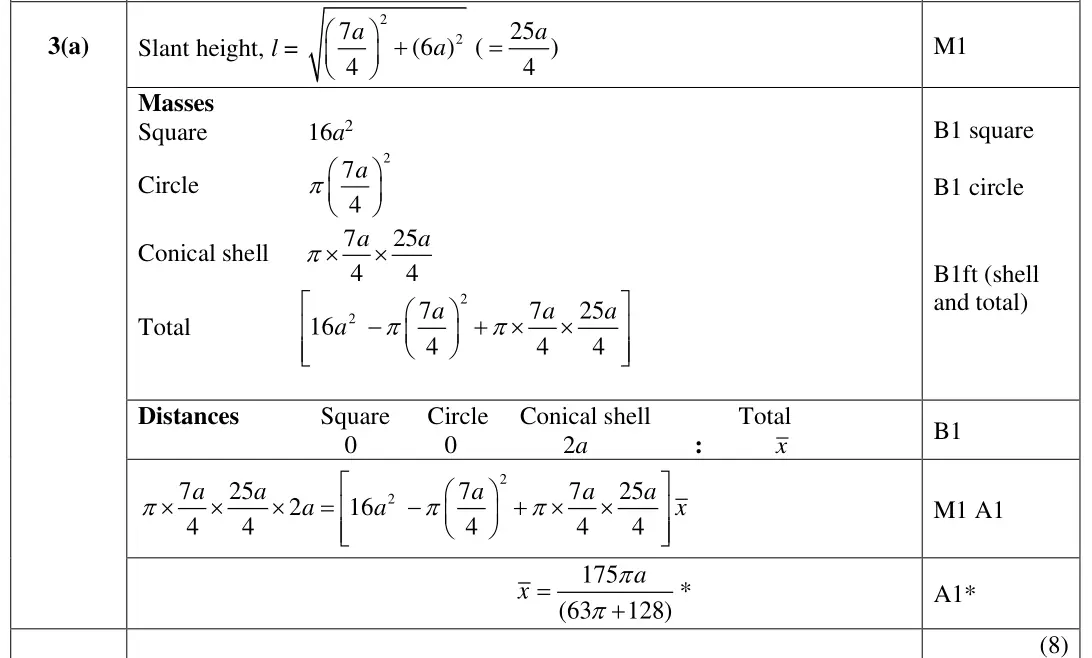 3(a) Slant height, l = √((7a/4)² + (6a)²) ( = 25a/4) M1
Masses
Square 16a² B1 square
Circle π(7a/4)² B1 circle
Conical shell π × 7a/4 × 25a/4 B1ft (shell and total)
Total [16a² − π(7a/4)² + π × 7a/4 × 25a/4]
Distances Square Circle Conical shell Total B1
0 0 2a : x̅
π × 7a/4 × 25a/4 × 2a = [16a² − π(7a/4)² + π × 7a/4 × 25a/4] x̅ M1 A1
x̅ = 175πa/(63π + 128) * A1*
(8)